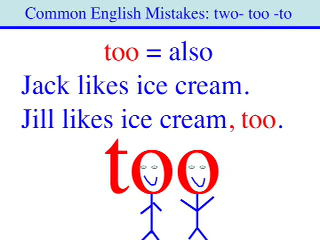 Common English Mistakes: two- too -to
too = also
Jack likes ice cream.
Jill likes ice cream, too.
too